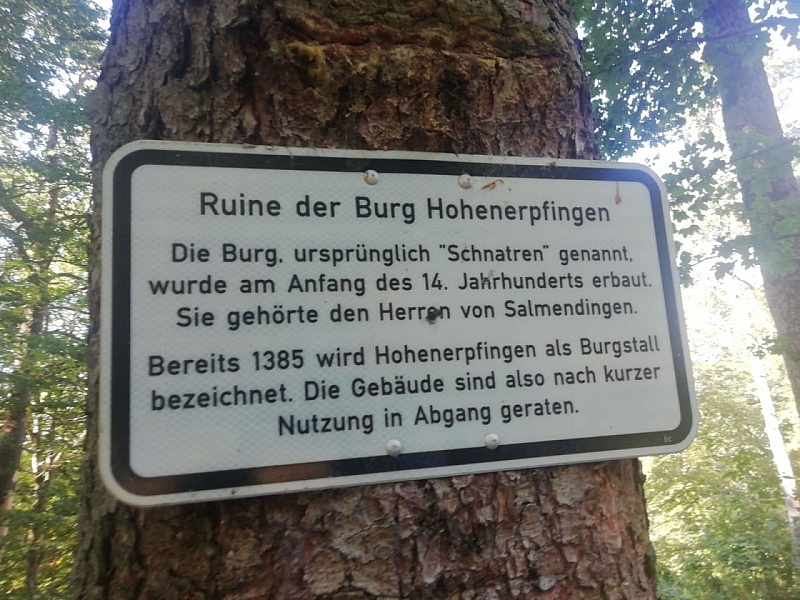 Ruine der Burg Hohenerpfingen
Die Burg, ursprünglich "Schnatren" genannt,
wurde am Anfang des 14. Jahrhunderts erbaut.
Sie gehörte den Herren von Salmendingen.
Bereits 1385 wird Hohenerpfingen als Burgstall
bezeichnet. Die Gebäude sind also nach kurzer
Nutzung in Abgang geraten.